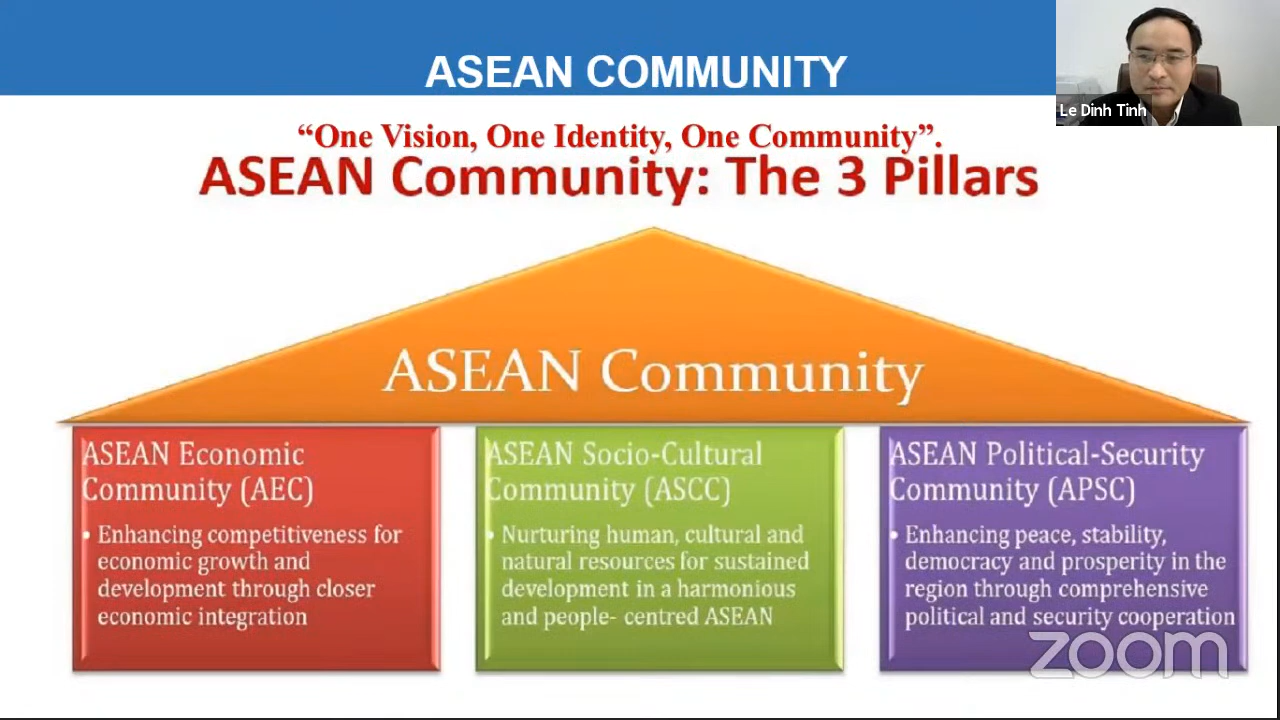 ASEAN COMMUNITY
Le Dinh Tinh
“One Vision, One Identity, One Community”.
ASEAN Community: The 3 Pillars
ASEAN Community
ASEAN Economic
Community (AEC)
• Enhancing competitiveness for
economic growth and
development through closer
economic integration
ASEAN Socio-Cultural
Community (ASCC)
• Nurturing human, cultural and
natural resources for sustained
development in a harmonious
and people- centred ASEAN
ASEAN Political-Security
Community (APSC)
• Enhancing peace, stability,
democracy and prosperity in the
region through comprehensive
political and security cooperation
zoom